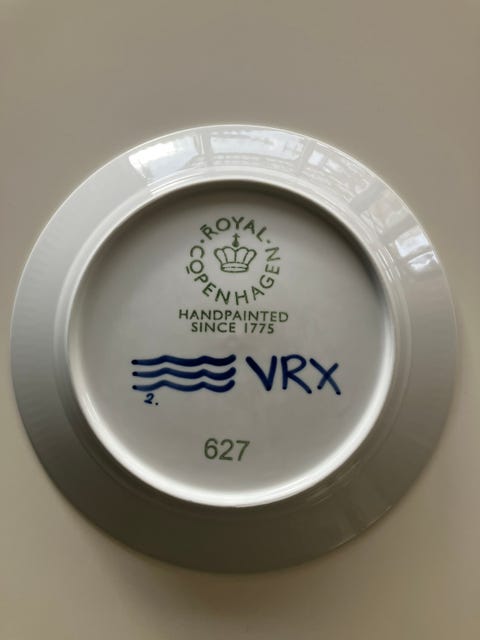 ROYAL
COPENHAGEN
HANDPAINTED
SINCE 1775
VRX
2.
627